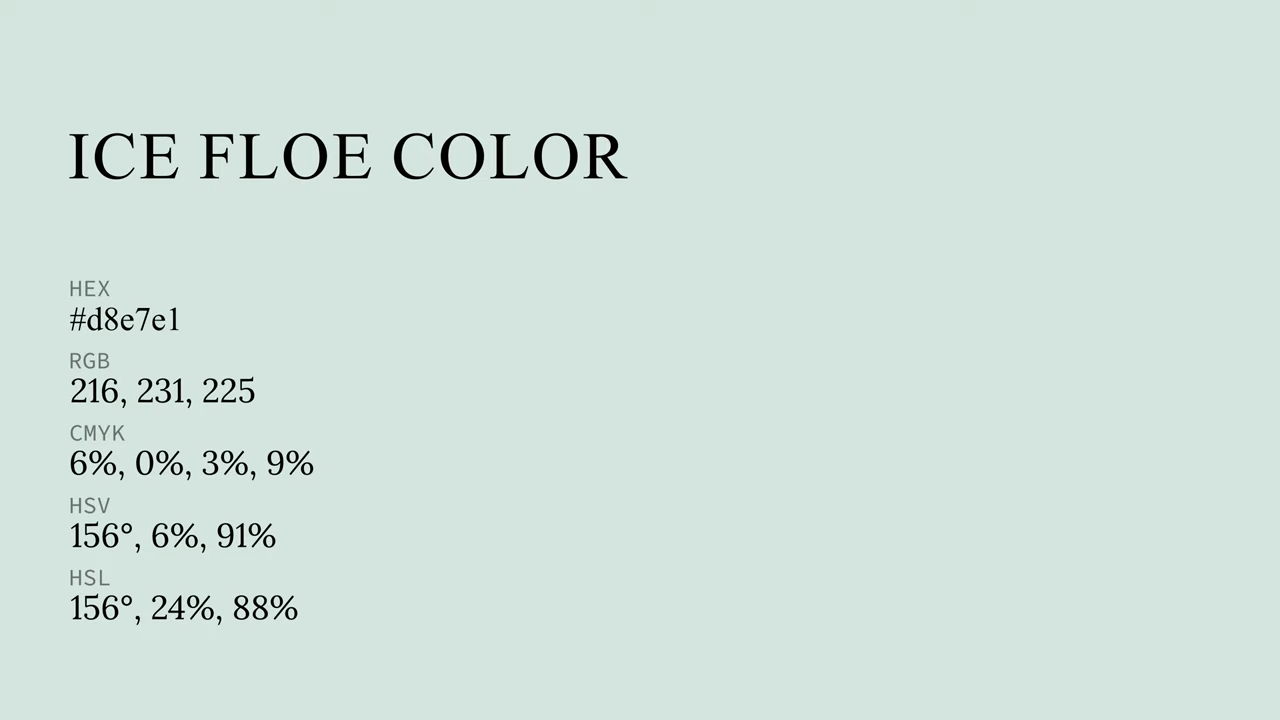 ICE FLOE COLOR
HEX
#d8e7e1
RGB
216, 231, 225
CMYK
6%, 0%, 3%, 9%
HSV
156°, 6%, 91%
HSL
156°, 24%, 88%